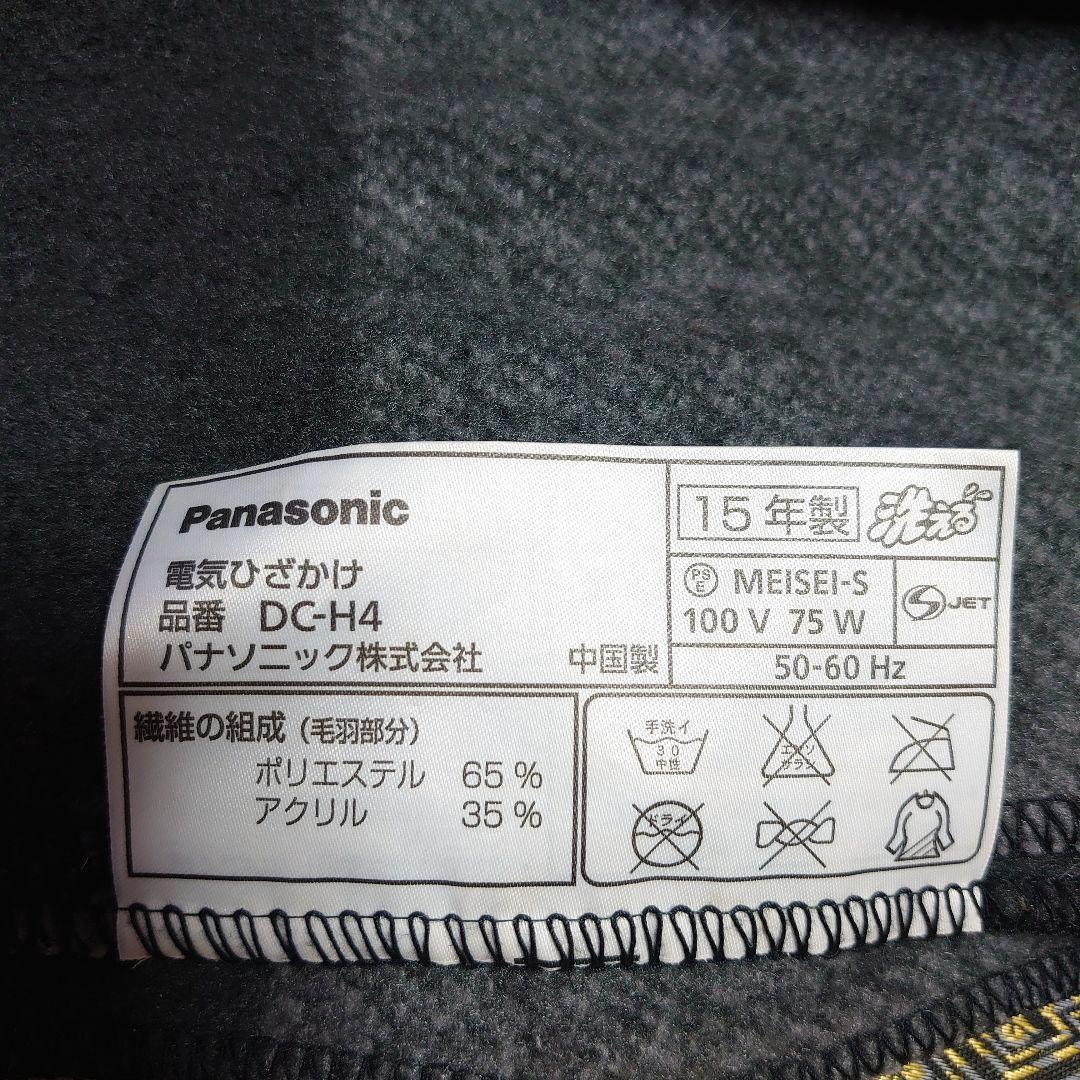 Panasonic
電気ひざかけ
品番 DC-H4
パナソニック株式会社 中国製
15年製 洗える
PSE MEISEI-S
100 V 75 W
S JET
50-60 Hz
繊維の組成(毛羽部分)
ポリエステル 65 %
アクリル 35 %
手洗イ
30
中性
エンソ
サラシ
ドライ